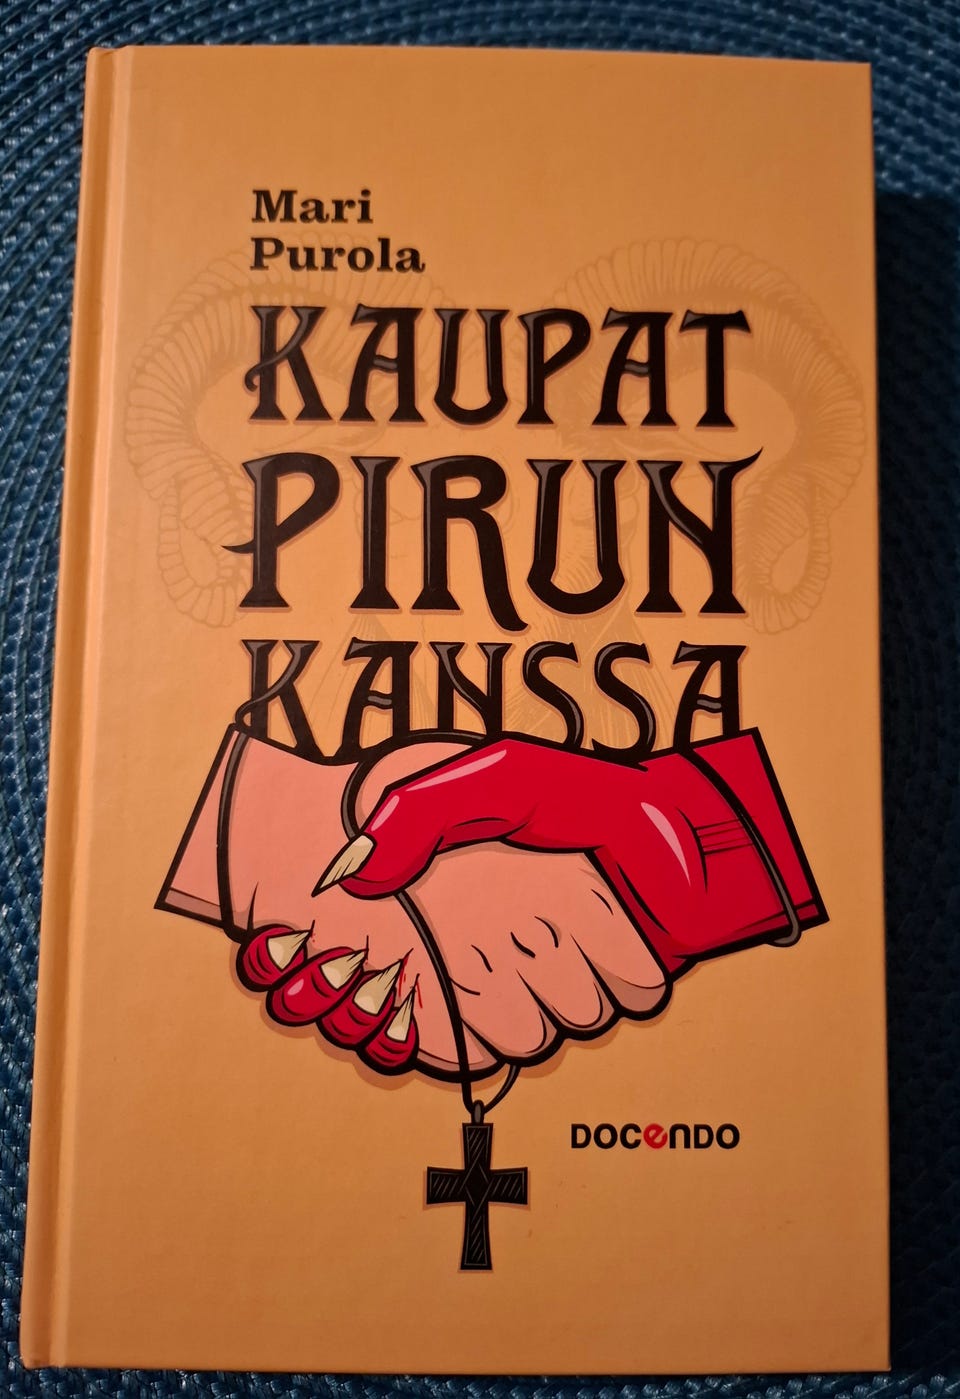 Mari
Purola
KAUPAT
PIRUN
KANSSA
DOCENDO